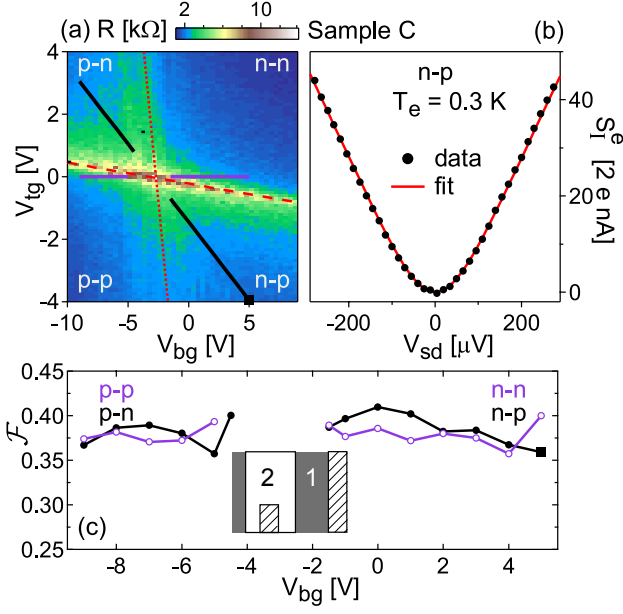 (a) R [kΩ] 2 10 Sample C (b)
p-n n-n
p-p n-p
4
2
0
-2
-4
V_tg [V]
-10 -5 0 5
V_bg [V]
n-p
T_e = 0.3 K
data
fit
40
20
0
S_I^e [2 e nA]
-200 0 200
V_sd [μV]
0.45
0.40
0.35
0.30
0.25
ℱ
p-p n-n
p-n n-p
2 1
(c)
-8 -6 -4 -2 0 2 4
V_bg [V]